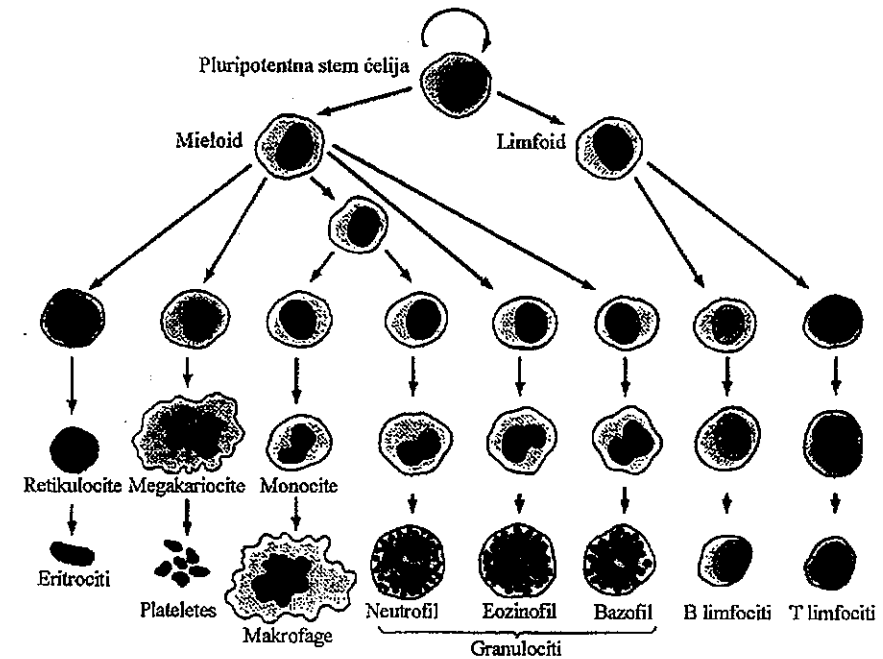 Pluripotentna stem ćelija
Mieloid
Limfoid
Retikulocite
Megakariocite
Monocite
Eritrociti
Plateletes
Makrofage
Neutrofil
Eozinofil
Bazofil
B limfociti
T limfociti
Granulociti